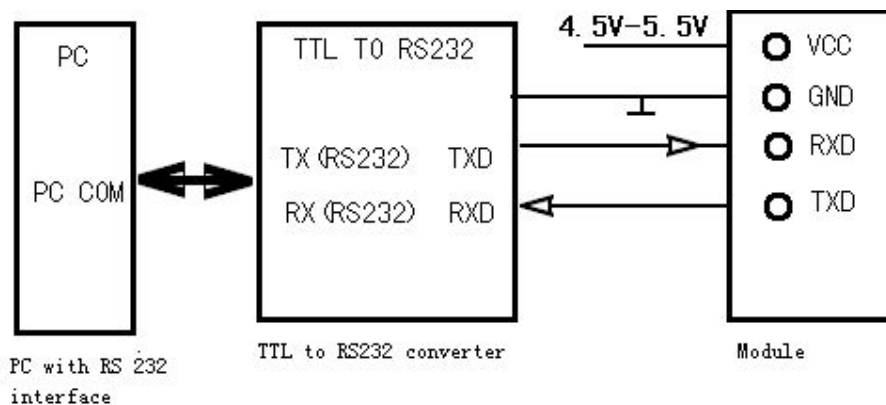 PC
PC COM
PC with RS 232
interface
TTL TO RS232
TX(RS232) TXD
RX(RS232) RXD
TTL to RS232 converter
4.5V-5.5V
VCC
GND
RXD
TXD
Module